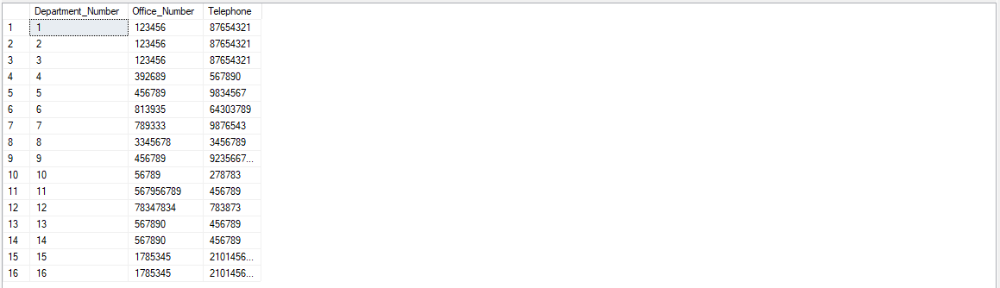 Department_Number Office_Number Telephone
1 1 123456 87654321
2 2 123456 87654321
3 3 123456 87654321
4 4 392689 567890
5 5 456789 9834567
6 6 813935 64303789
7 7 789333 9876543
8 8 3345678 3456789
9 9 456789 9235667...
10 10 56789 278783
11 11 567956789 456789
12 12 78347834 783873
13 13 567890 456789
14 14 567890 456789
15 15 1785345 2101456...
16 16 1785345 2101456...